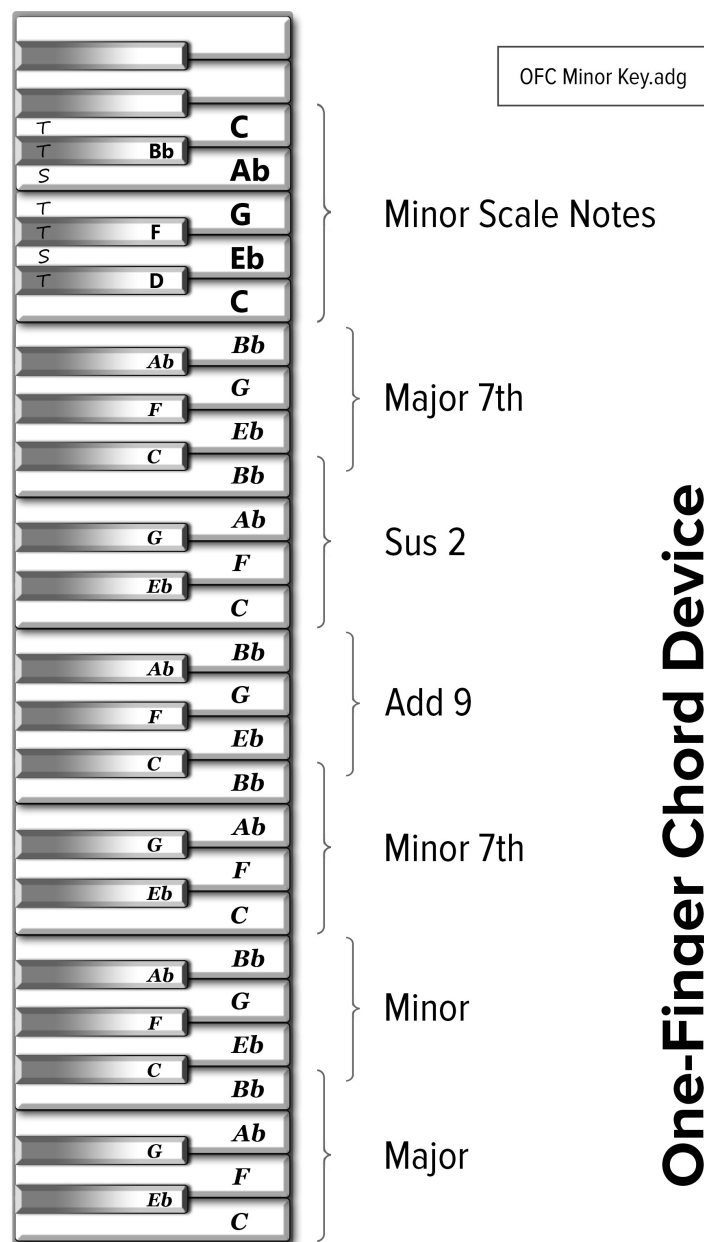 OFC Minor Key.adg
T
C
T
Bb
S
Ab
T
G
T
F
S
Eb
T
D
C
Minor Scale Notes
Bb
Ab
G
F
Eb
C
Major 7th
Bb
Ab
G
F
Eb
C
Sus 2
Bb
Ab
G
F
Eb
C
Add 9
Bb
Ab
G
F
Eb
C
Minor 7th
Bb
Ab
G
F
Eb
C
Minor
Bb
Ab
G
F
Eb
C
Major
One-Finger Chord Device